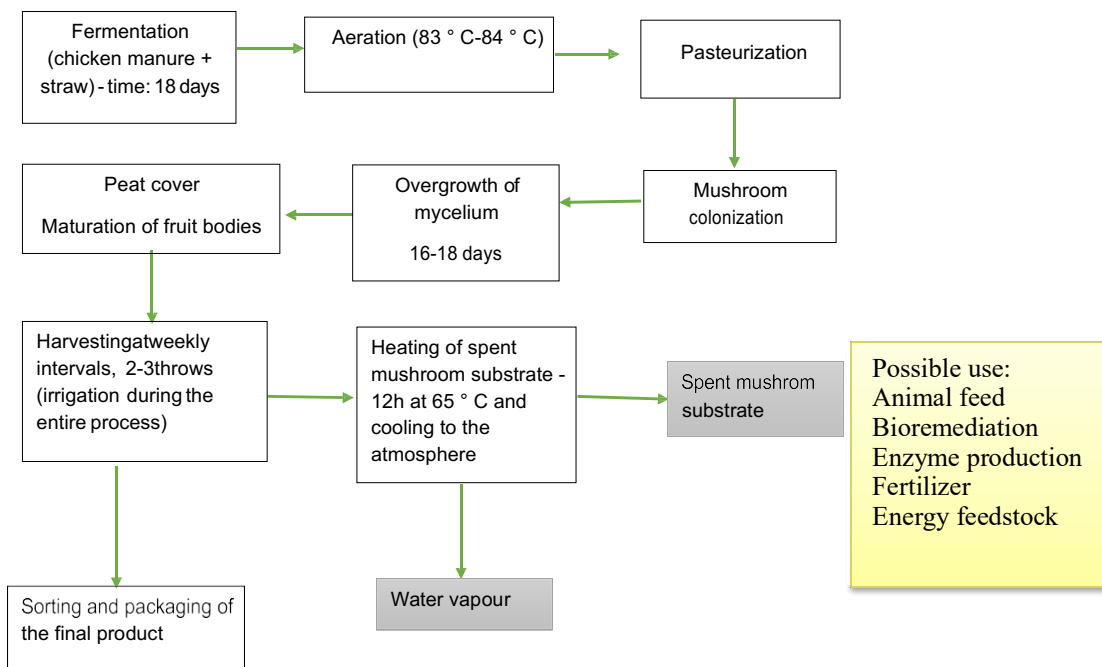 Fermentation
(chicken manure +
straw) - time: 18 days
Aeration (83 ° C-84 ° C)
Pasteurization
Mushroom
colonization
Overgrowth of
mycelium
16-18 days
Peat cover
Maturation of fruit bodies
Harvestingatweekly
intervals, 2-3throws
(irrigation during the
entire process)
Heating of spent
mushroom substrate -
12h at 65 ° C and
cooling to the
atmosphere
Spent mushrom
substrate
Possible use:
Animal feed
Bioremediation
Enzyme production
Fertilizer
Energy feedstock
Sorting and packaging of
the final product
Water vapour